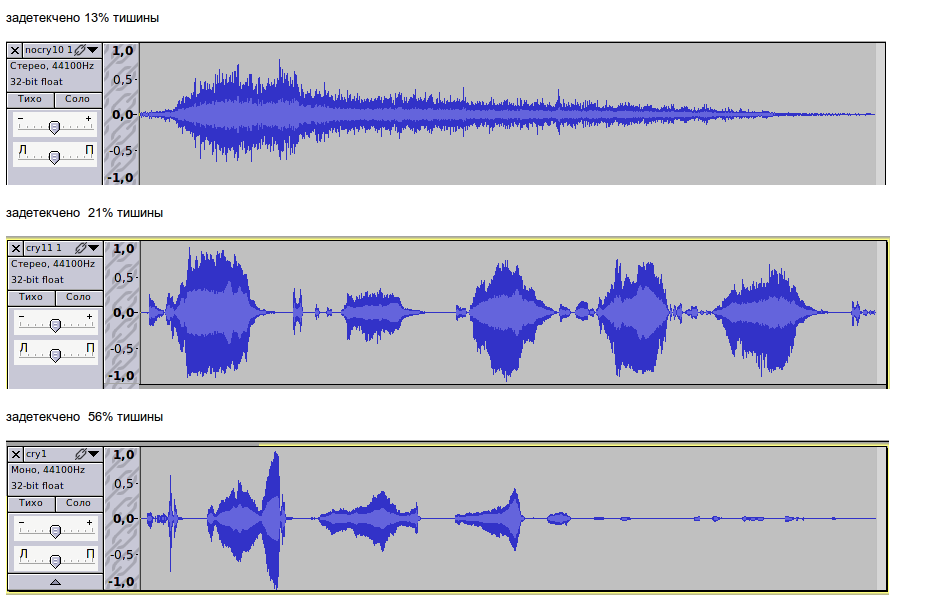 задетекчено 13% тишины
nocry10 1
Стерео, 44100Hz
32-bit float
Тихо Соло
- +
Л П
1,0
0,5
0,0
-0,5
-1,0
задетекчено 21% тишины
cry11 1
Стерео, 44100Hz
32-bit float
Тихо Соло
- +
Л П
1,0
0,5
0,0
-0,5
-1,0
задетекчено 56% тишины
cry1
Моно, 44100Hz
32-bit float
Тихо Соло
- +
Л П
1,0
0,5
0,0
-0,5
-1,0